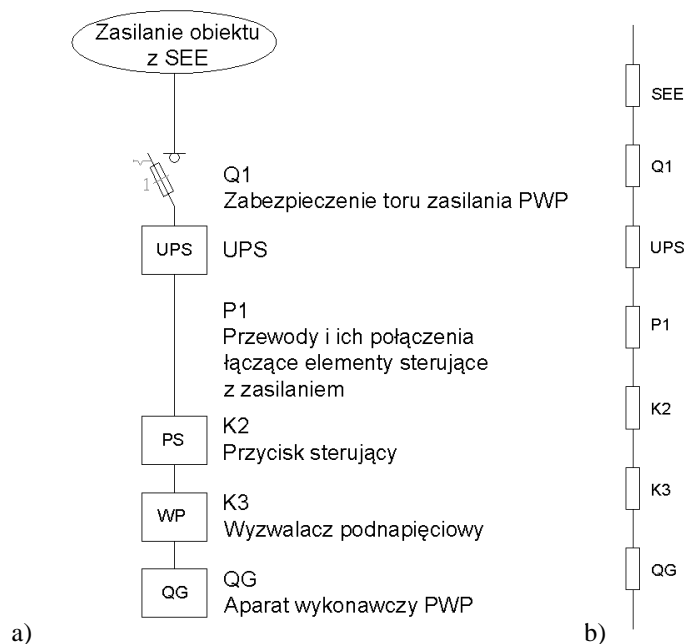 Zasilanie obiektu
z SEE
1
Q1
Zabezpieczenie toru zasilania PWP
UPS
UPS
P1
Przewody i ich połączenia
łączące elementy sterujące
z zasilaniem
PS
K2
Przycisk sterujący
WP
K3
Wyzwalacz podnapięciowy
QG
QG
Aparat wykonawczy PWP
a)
SEE
Q1
UPS
P1
K2
K3
QG
b)